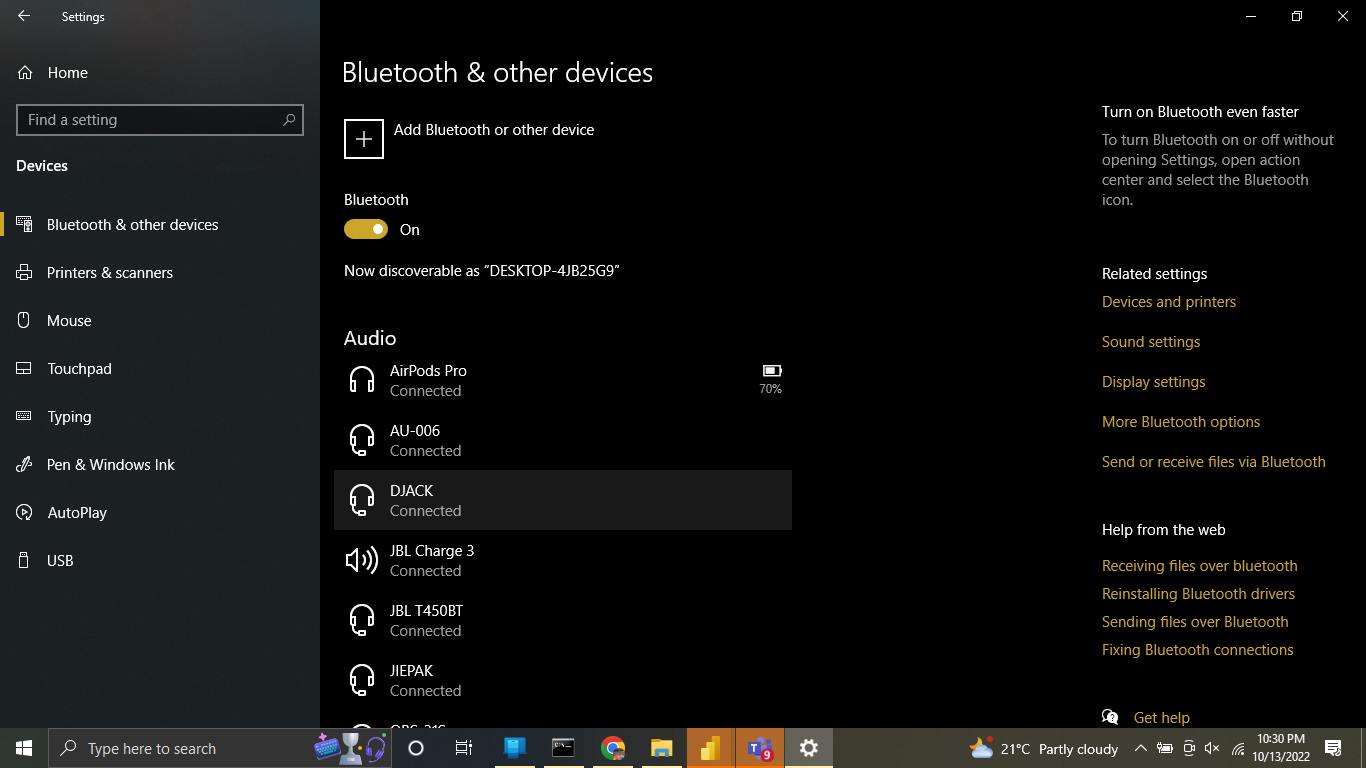 Settings
Home
Find a setting
Devices
Bluetooth & other devices
Printers & scanners
Mouse
Touchpad
Typing
Pen & Windows Ink
AutoPlay
USB
Bluetooth & other devices
Add Bluetooth or other device
Bluetooth
On
Now discoverable as "DESKTOP-4JB25G9"
Audio
AirPods Pro
Connected
70%
AU-006
Connected
DJACK
Connected
JBL Charge 3
Connected
JBL T450BT
Connected
JIEPAK
Connected
Turn on Bluetooth even faster
To turn Bluetooth on or off without
opening Settings, open action
center and select the Bluetooth
icon.
Related settings
Devices and printers
Sound settings
Display settings
More Bluetooth options
Send or receive files via Bluetooth
Help from the web
Receiving files over bluetooth
Reinstalling Bluetooth drivers
Sending files over Bluetooth
Fixing Bluetooth connections
Get help
Type here to search
9
21°C Partly cloudy
10:30 PM
10/13/2022